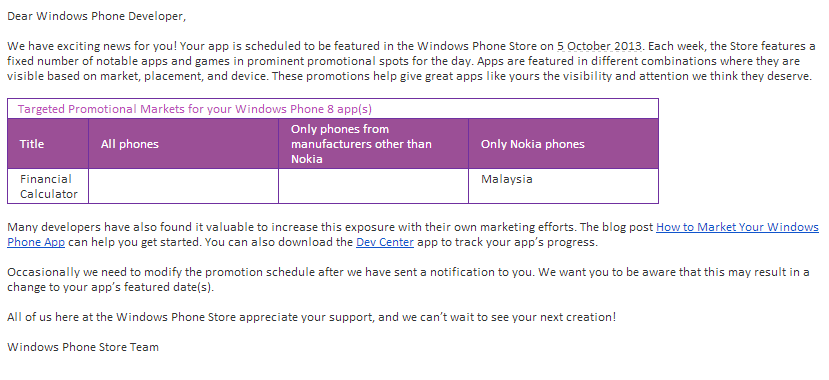 Dear Windows Phone Developer,
We have exciting news for you! Your app is scheduled to be featured in the Windows Phone Store on 5 October 2013. Each week, the Store features a
fixed number of notable apps and games in prominent promotional spots for the day. Apps are featured in different combinations where they are
visible based on market, placement, and device. These promotions help give great apps like yours the visibility and attention we think they deserve.
Targeted Promotional Markets for your Windows Phone 8 app(s)
Title
All phones
Only phones from
manufacturers other than
Nokia
Only Nokia phones
Financial
Calculator
Malaysia
Many developers have also found it valuable to increase this exposure with their own marketing efforts. The blog post How to Market Your Windows
Phone App can help you get started. You can also download the Dev Center app to track your app's progress.
Occasionally we need to modify the promotion schedule after we have sent a notification to you. We want you to be aware that this may result in a
change to your app's featured date(s).
All of us here at the Windows Phone Store appreciate your support, and we can't wait to see your next creation!
Windows Phone Store Team